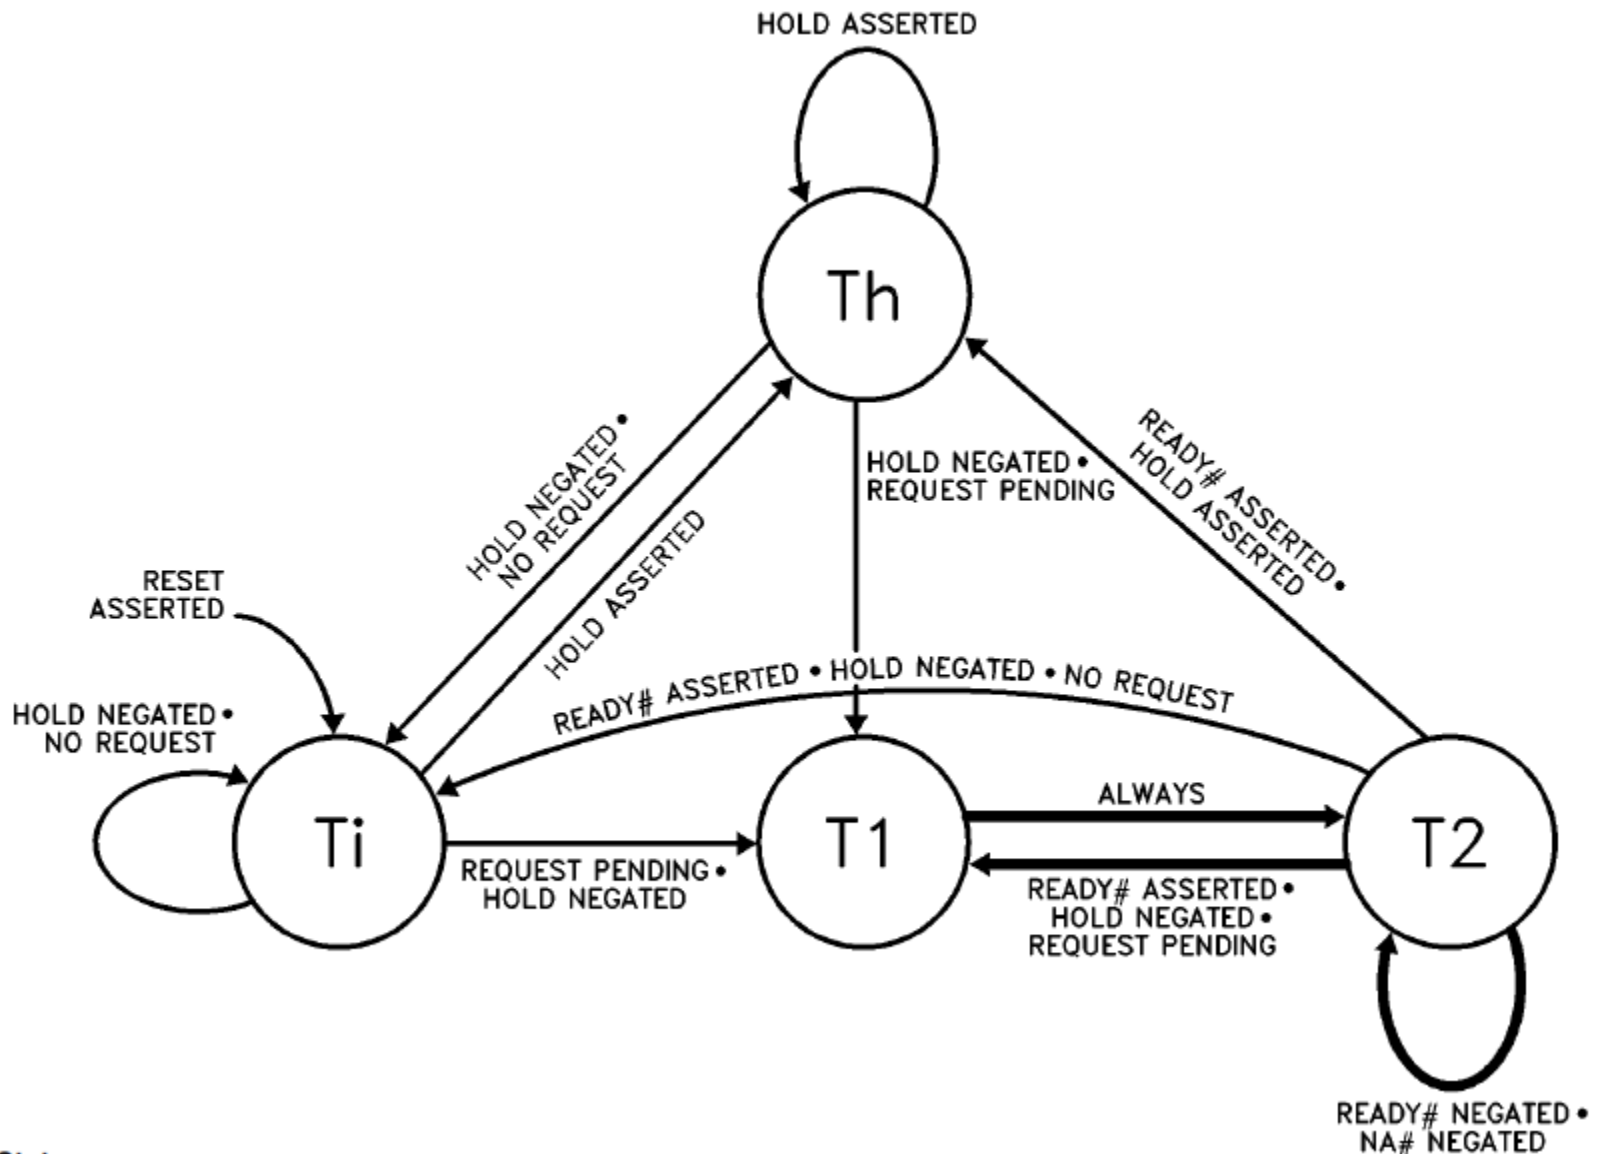 HOLD ASSERTED
Th
HOLD NEGATED •
NO REQUEST
HOLD ASSERTED
HOLD NEGATED •
REQUEST PENDING
READY# ASSERTED •
HOLD ASSERTED
RESET
ASSERTED
READY# ASSERTED • HOLD NEGATED • NO REQUEST
HOLD NEGATED •
NO REQUEST
Ti
REQUEST PENDING •
HOLD NEGATED
T1
ALWAYS
READY# ASSERTED •
HOLD NEGATED •
REQUEST PENDING
T2
READY# NEGATED •
NA# NEGATED